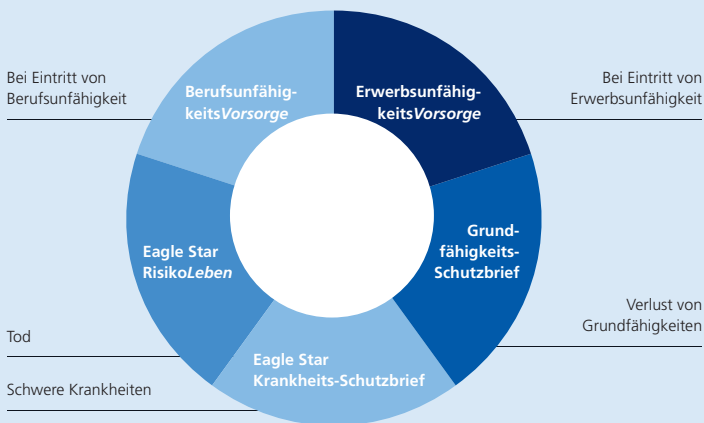 Bei Eintritt von
Berufsunfähigkeit
Berufsunfähig-
keitsVorsorge
Erwerbsunfähig-
keitsVorsorge
Bei Eintritt von
Erwerbsunfähigkeit
Eagle Star
RisikoLeben
Grund-
fähigkeits-
Schutzbrief
Tod
Verlust von
Grundfähigkeiten
Eagle Star
Krankheits-Schutzbrief
Schwere Krankheiten